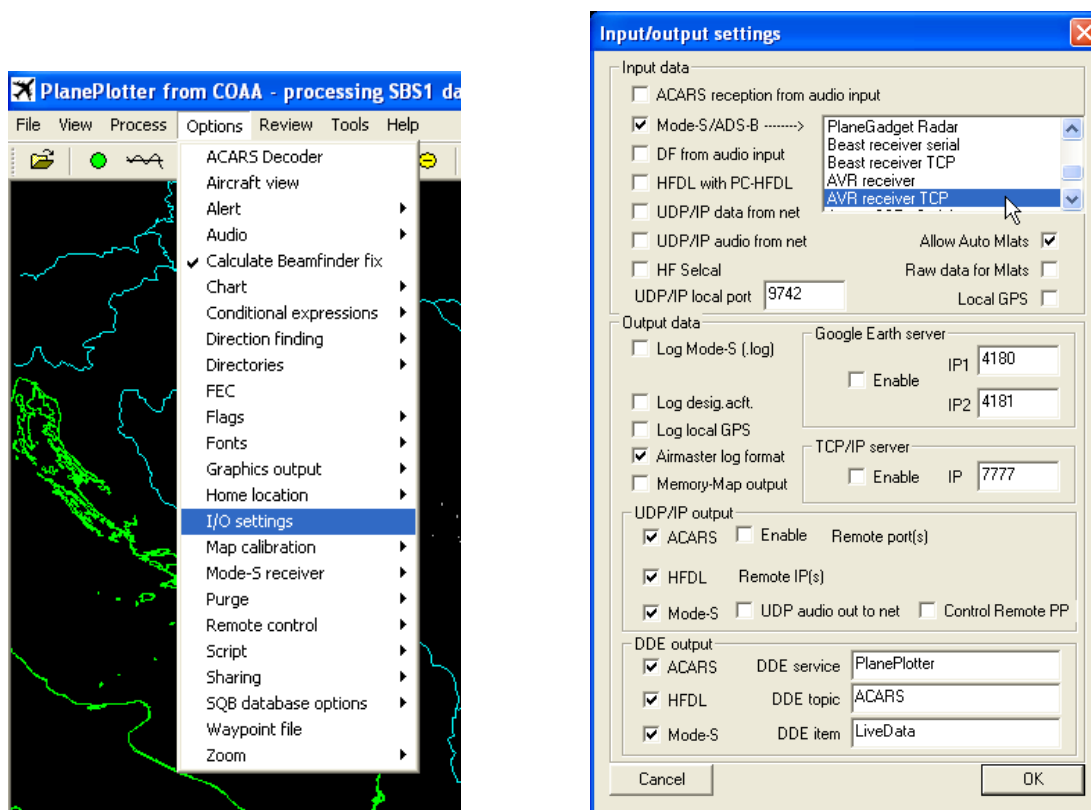 PlanePlotter from COAA - processing SBS1 da
File View Process Options Review Tools Help
ACARS Decoder
Aircraft view
Alert
Audio
Calculate Beamfinder fix
Chart
Conditional expressions
Direction finding
Directories
FEC
Flags
Fonts
Graphics output
Home location
I/O settings
Map calibration
Mode-S receiver
Purge
Remote control
Script
Sharing
SQB database options
Waypoint file
Zoom
Input/output settings
Input data
ACARS reception from audio input
Mode-S/ADS-B ------->
PlaneGadget Radar
Beast receiver serial
Beast receiver TCP
AVR receiver
AVR receiver TCP
DF from audio input
HFDL with PC-HFDL
UDP/IP data from net
UDP/IP audio from net Allow Auto Mlats
HF Selcal Raw data for Mlats
UDP/IP local port 9742 Local GPS
Output data
Log Mode-S (.log)
Log desig.acft.
Log local GPS
Airmaster log format
Memory-Map output
Google Earth server
Enable
IP1 4180
IP2 4181
TCP/IP server
Enable IP 7777
UDP/IP output
ACARS Enable Remote port(s)
HFDL Remote IP(s)
Mode-S UDP audio out to net Control Remote PP
DDE output
ACARS DDE service PlanePlotter
HFDL DDE topic ACARS
Mode-S DDE item LiveData
Cancel OK